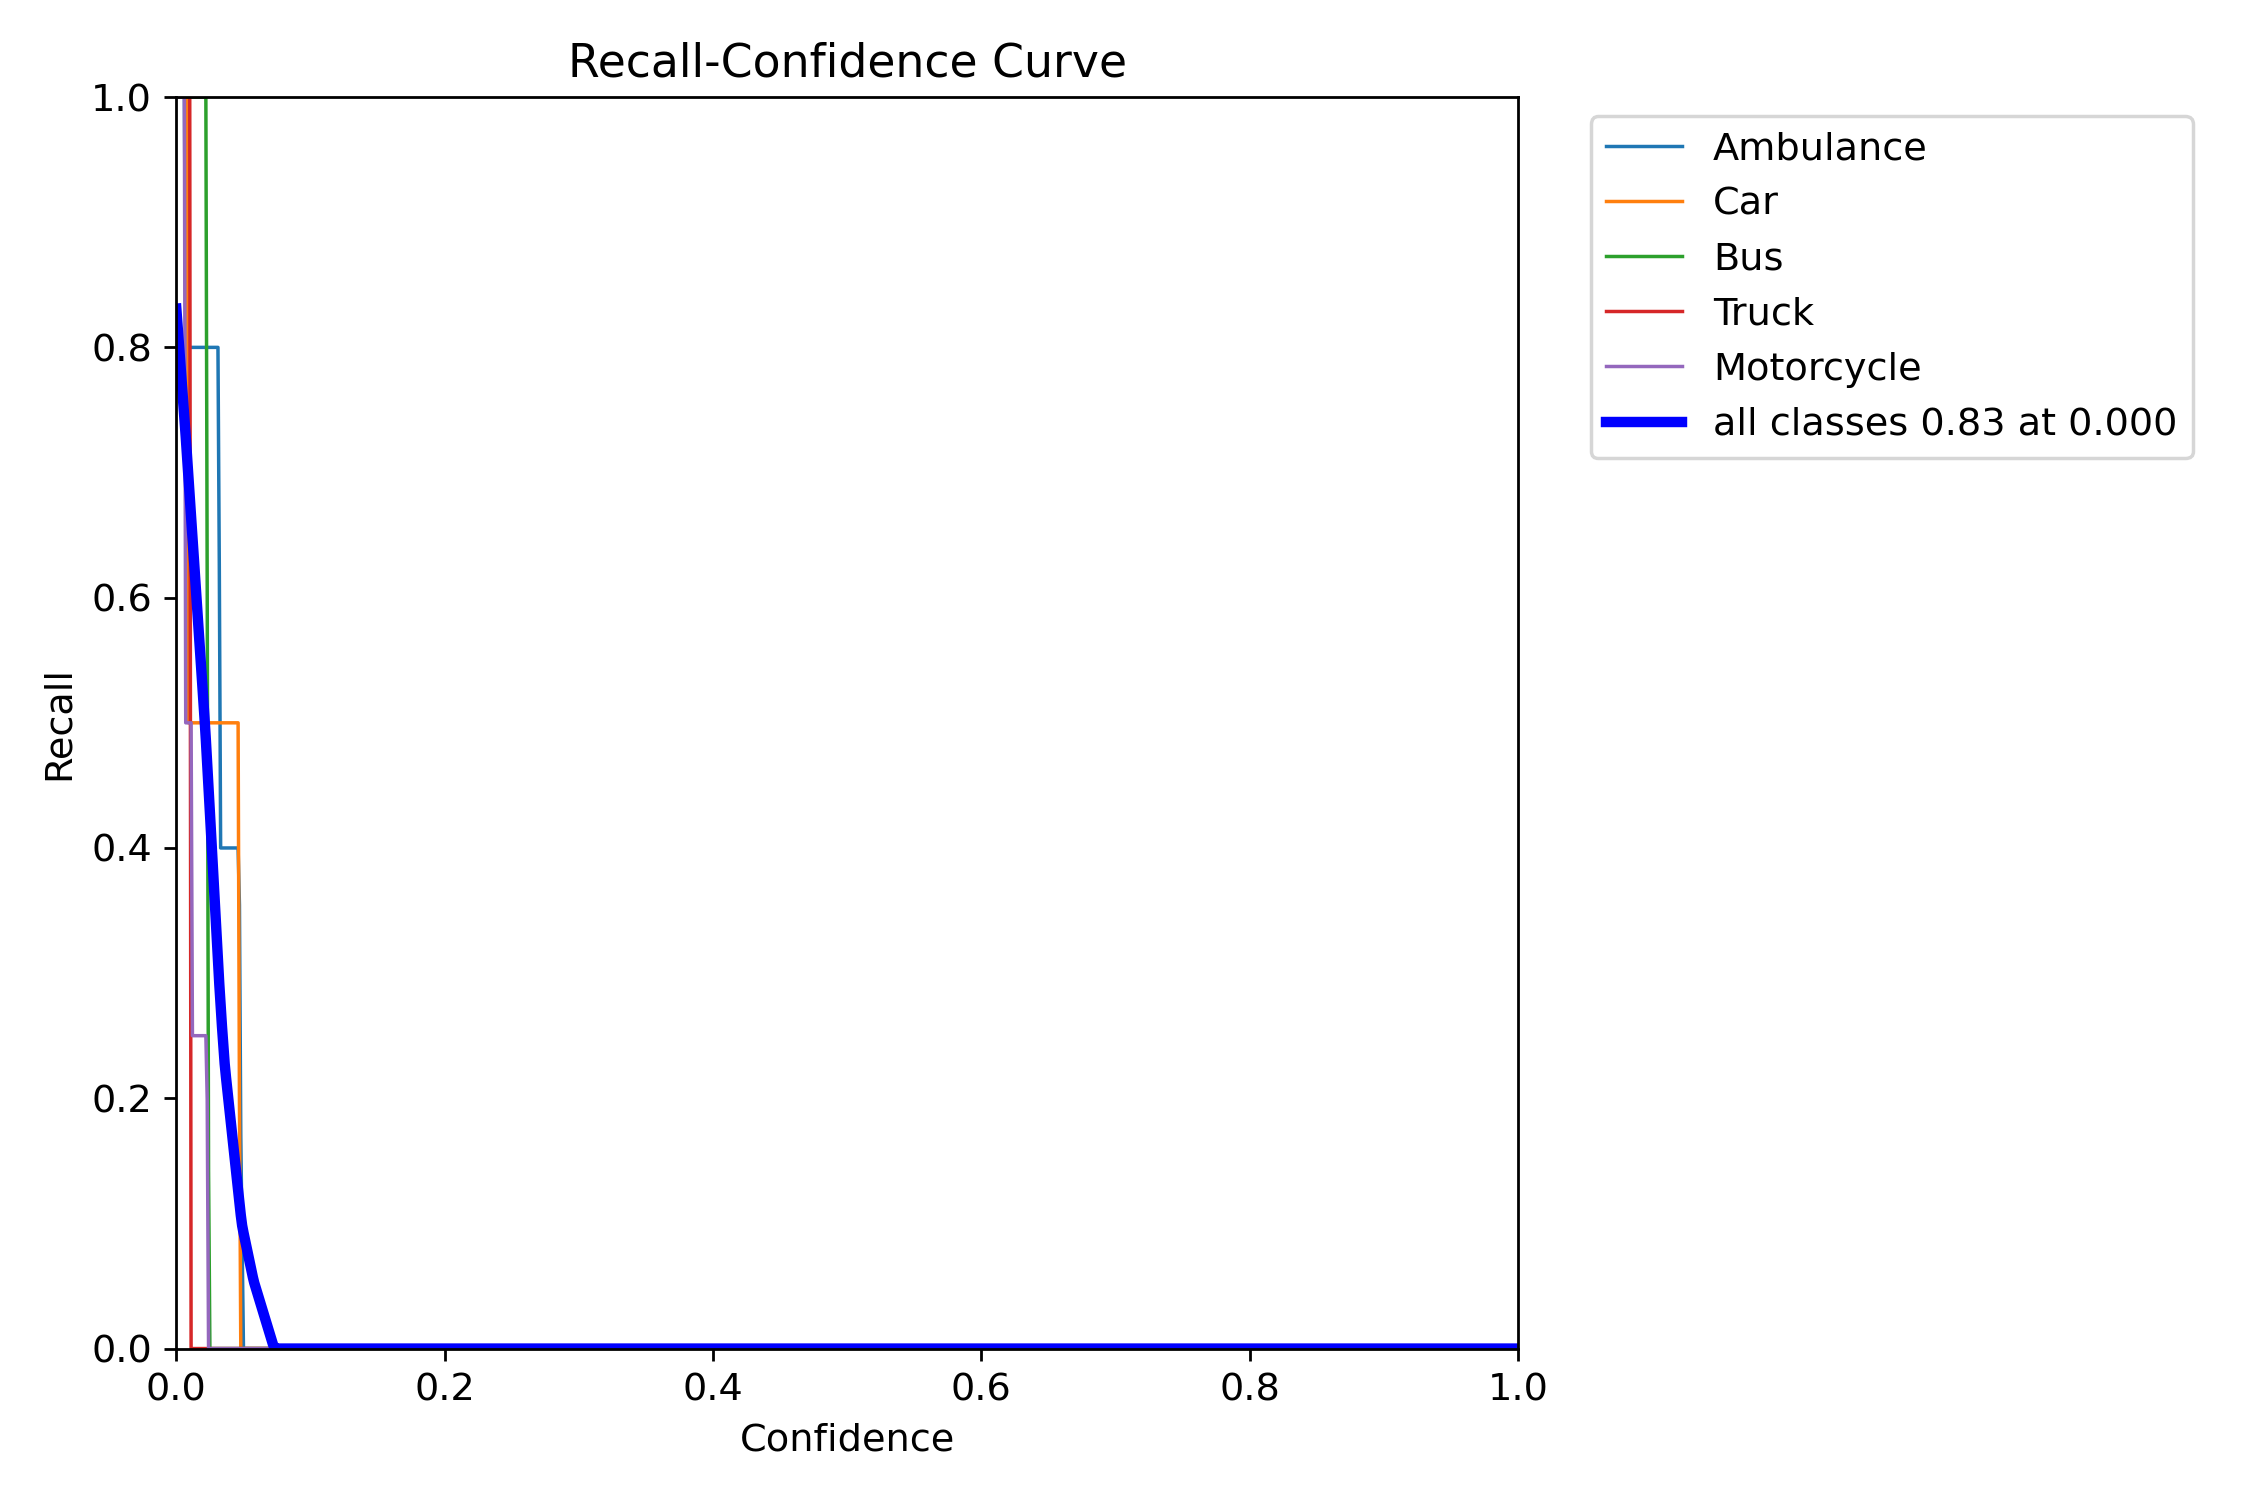 Recall-Confidence Curve
1.0
0.8
0.6
0.4
0.2
0.0
Recall
0.0 0.2 0.4 0.6 0.8 1.0
Confidence
Ambulance
Car
Bus
Truck
Motorcycle
all classes 0.83 at 0.000